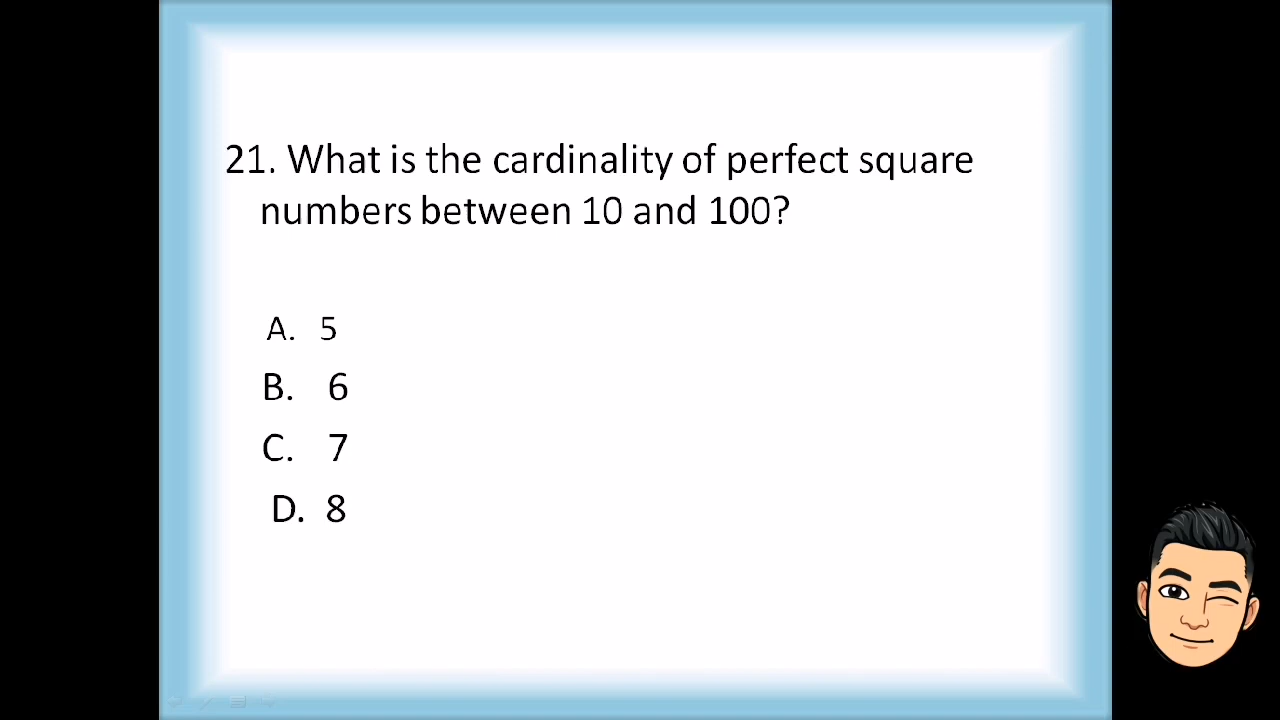 21. What is the cardinality of perfect square
numbers between 10 and 100?
A. 5
B. 6
C. 7
D. 8